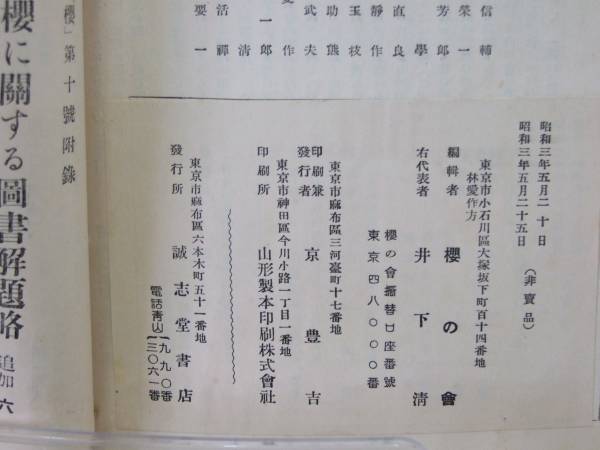 信輔
榮一
芳郎
學
直良
靜作
玉枝
助熊
武夫
作
一郎
清
活禪
要一
昭和三年五月二十日
昭和三年五月二十五日
(非賣品)
東京市小石川區大塚坂下町百十四番地
林愛作方
編輯者 櫻の會
右代表者 井下清
櫻の會振替口座番號
東京四八〇〇〇番
東京市麻布區三河臺町十七番地
印刷兼
發行者 京豊吉
東京市神田區今川小路一丁目一番地
印刷所 山形製本印刷株式會社
東京市麻布區六本木町五十一番地
發行所 誠志堂書店
電話青山
一九九〇番
三〇六一番
櫻」第十號附錄
櫻に關する圖書解題略 追加 六